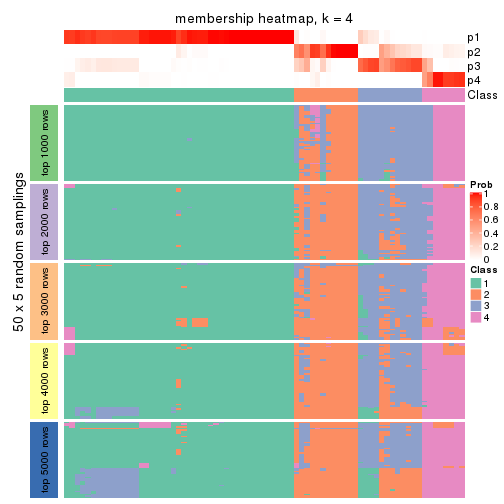 membership heatmap, k = 4
p1
p2
p3
p4
Class
50 x 5 random samplings
top 1000 rows
top 2000 rows
top 3000 rows
top 4000 rows
top 5000 rows
Prob
1
0.8
0.6
0.4
0.2
0
Class
1
2
3
4